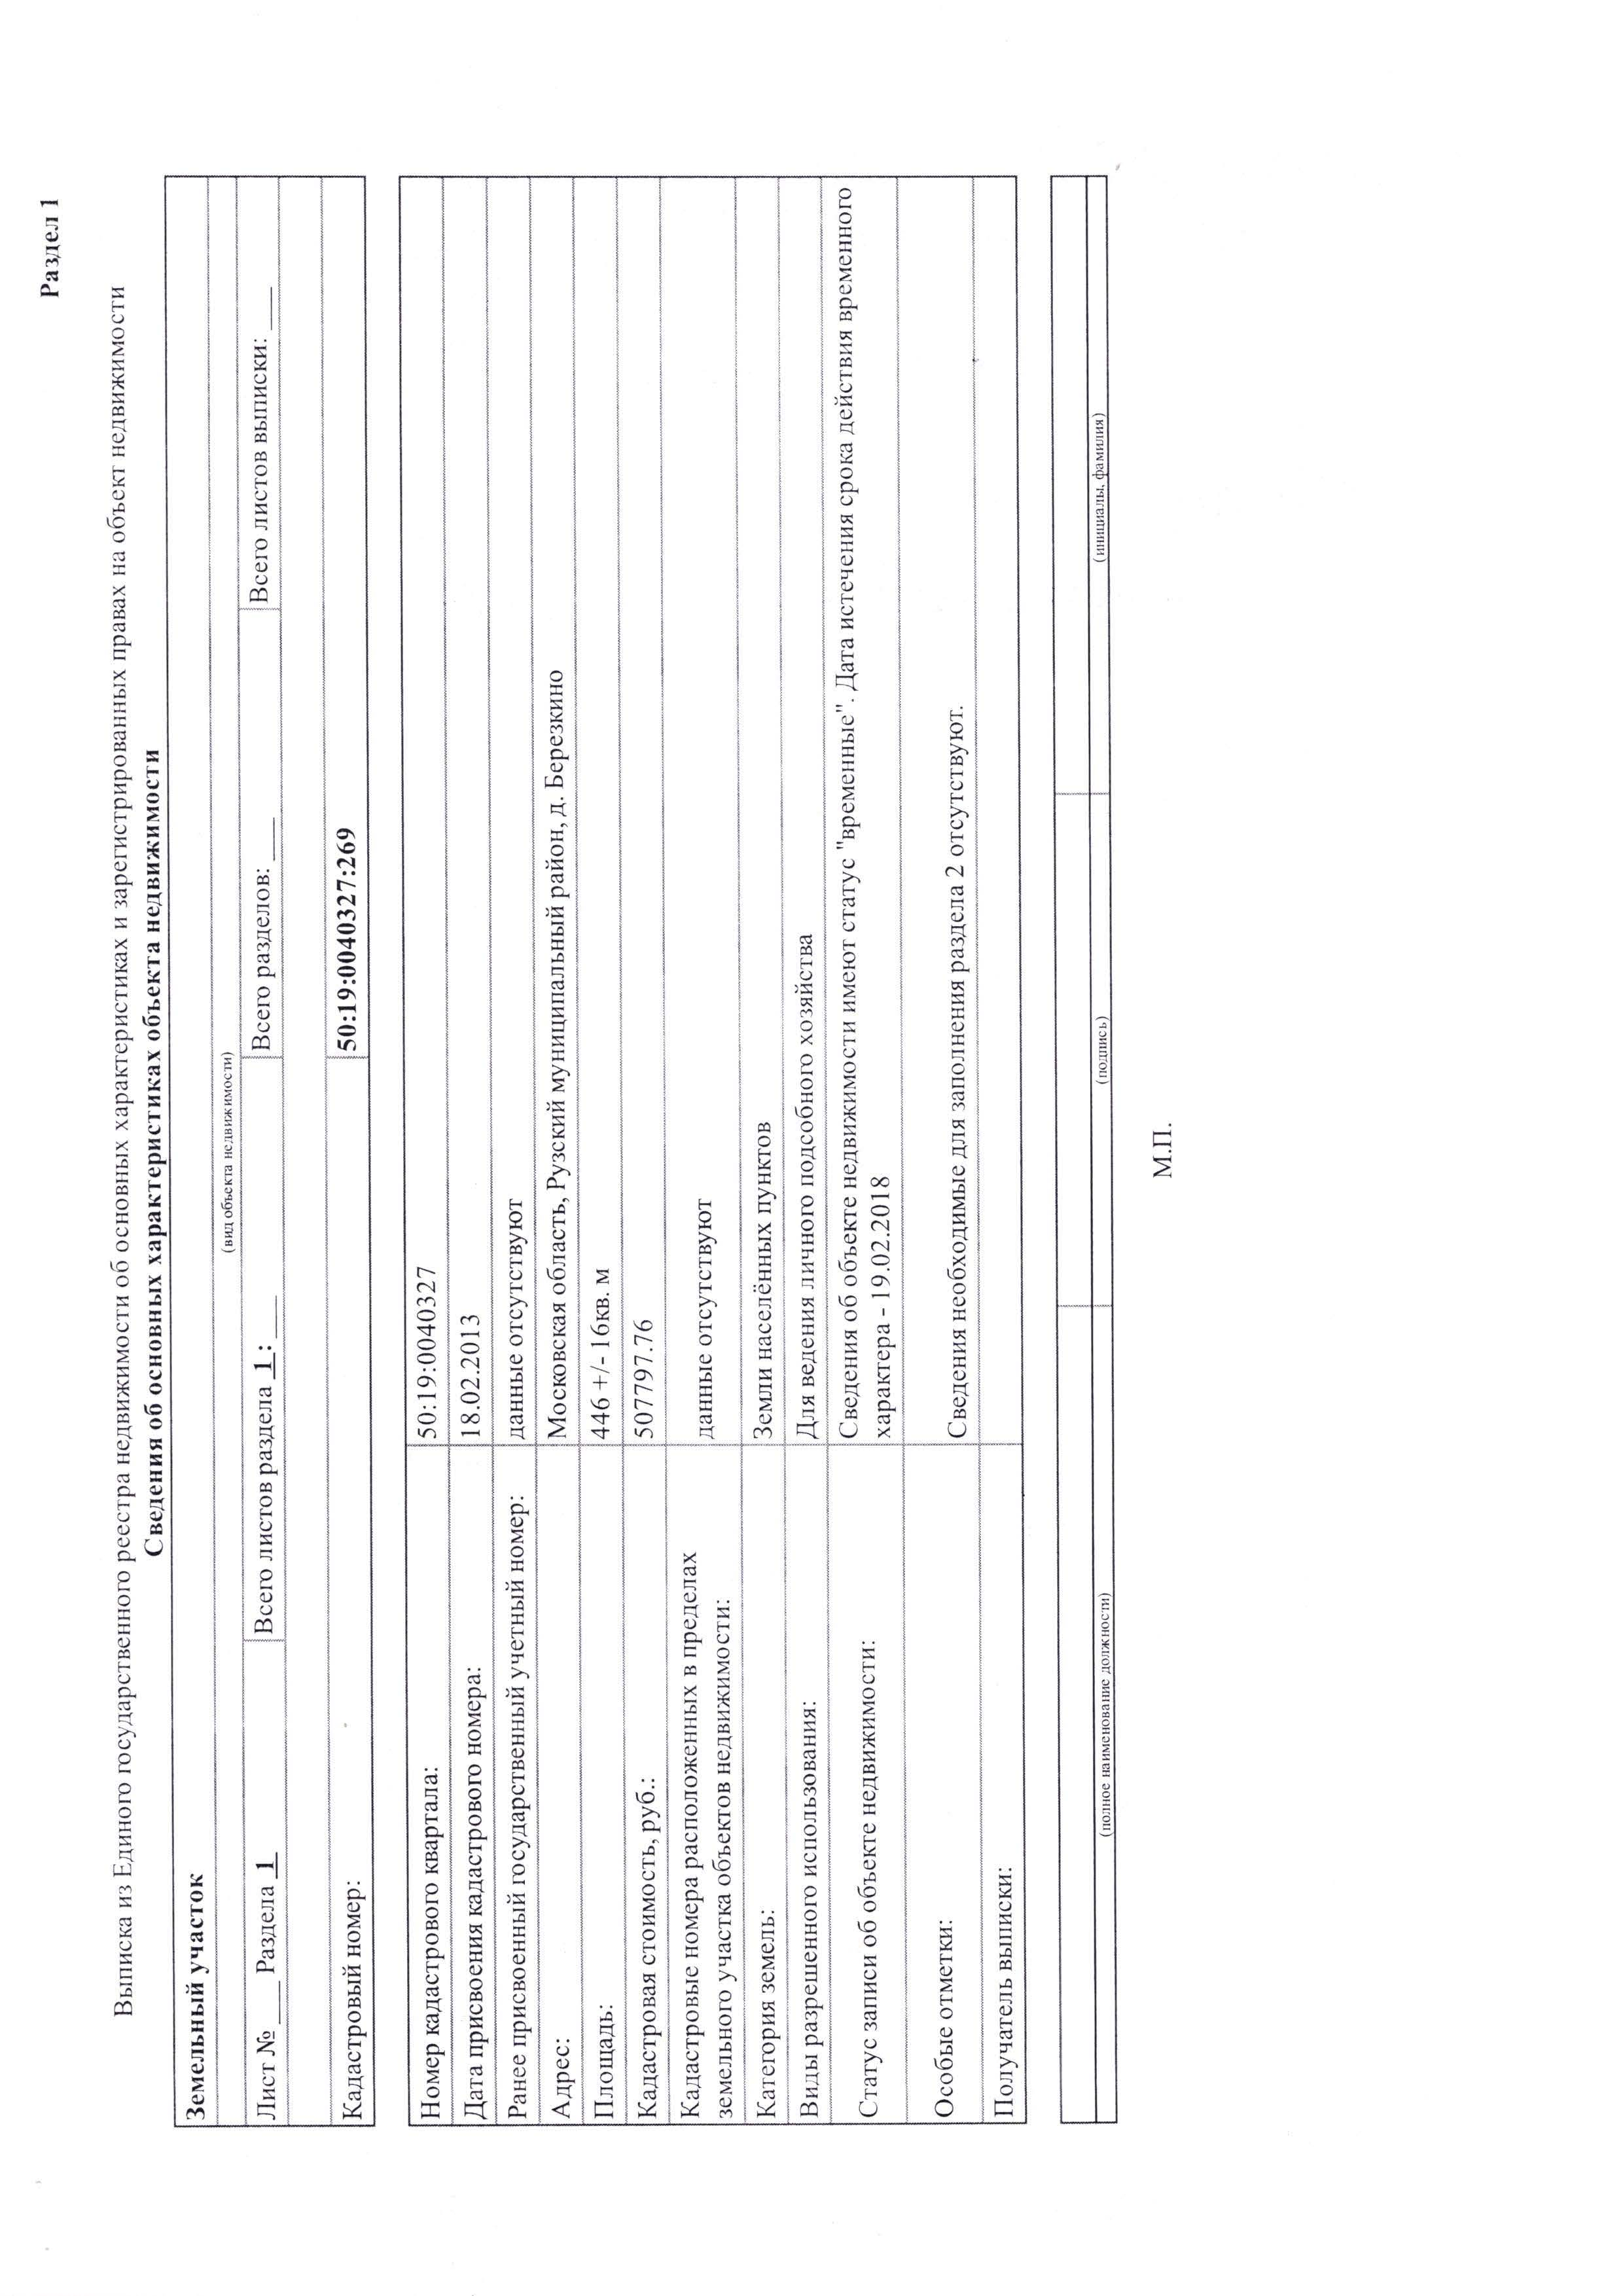 Раздел 1
Выписка из Единого государственного реестра недвижимости об основных характеристиках и зарегистрированных правах на объект недвижимости
Сведения об основных характеристиках объекта недвижимости
Земельный участок
(вид объекта недвижимости)
Лист № ___ Раздела 1 Всего листов раздела 1: ___ Всего разделов: ___ Всего листов выписки: ___
Кадастровый номер: 50:19:0040327:269
Номер кадастрового квартала: 50:19:0040327
Дата присвоения кадастрового номера: 18.02.2013
Ранее присвоенный государственный учетный номер: данные отсутствуют
Адрес: Московская область, Рузский муниципальный район, д. Березкино
Площадь: 446 +/- 16кв. м
Кадастровая стоимость, руб.: 507797.76
Кадастровые номера расположенных в пределах
земельного участка объектов недвижимости: данные отсутствуют
Категория земель: Земли населённых пунктов
Виды разрешенного использования: Для ведения личного подсобного хозяйства
Статус записи об объекте недвижимости: Сведения об объекте недвижимости имеют статус "временные". Дата истечения срока действия временного
характера - 19.02.2018
Особые отметки: Сведения необходимые для заполнения раздела 2 отсутствуют.
Получатель выписки:
(полное наименование должности) (подпись) (инициалы, фамилия)
М.П.